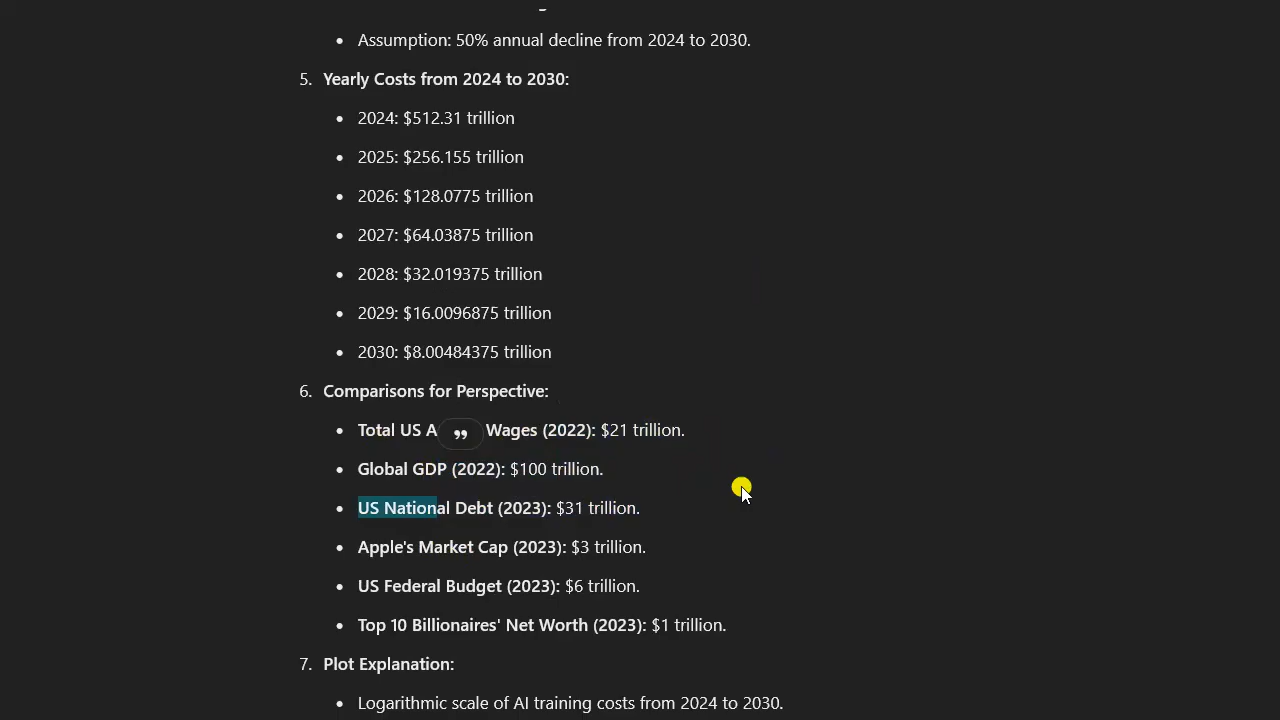 • Assumption: 50% annual decline from 2024 to 2030.
5. Yearly Costs from 2024 to 2030:
• 2024: $512.31 trillion
• 2025: $256.155 trillion
• 2026: $128.0775 trillion
• 2027: $64.03875 trillion
• 2028: $32.019375 trillion
• 2029: $16.0096875 trillion
• 2030: $8.00484375 trillion
6. Comparisons for Perspective:
• Total US Wages (2022): $21 trillion.
• Global GDP (2022): $100 trillion.
• US National Debt (2023): $31 trillion.
• Apple's Market Cap (2023): $3 trillion.
• US Federal Budget (2023): $6 trillion.
• Top 10 Billionaires' Net Worth (2023): $1 trillion.
7. Plot Explanation:
• Logarithmic scale of AI training costs from 2024 to 2030.